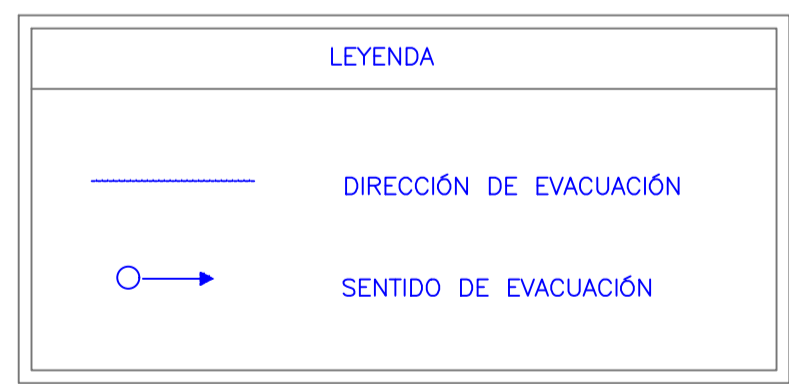 LEYENDA
DIRECCIÓN DE EVACUACIÓN
SENTIDO DE EVACUACIÓN